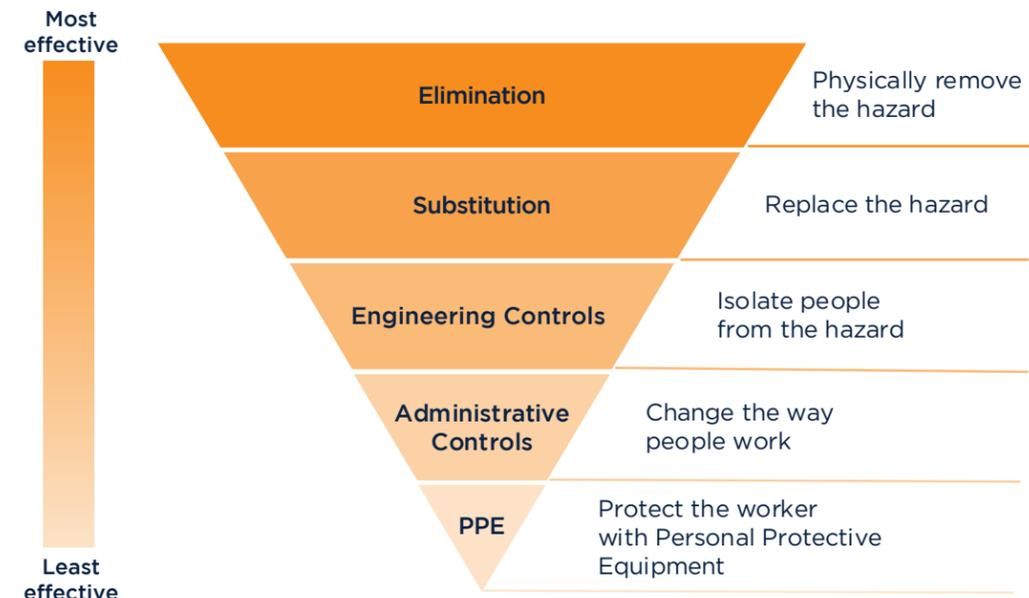 Most
effective
Elimination
Physically remove
the hazard
Substitution
Replace the hazard
Engineering Controls
Isolate people
from the hazard
Administrative
Controls
Change the way
people work
PPE
Protect the worker
with Personal Protective
Equipment
Least
effective